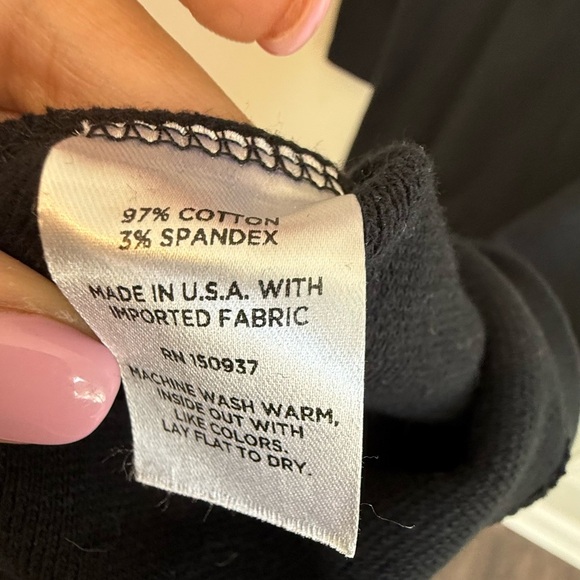 97% COTTON
3% SPANDEX
MADE IN U.S.A. WITH
IMPORTED FABRIC
RN 150937
MACHINE WASH WARM,
INSIDE OUT WITH
LIKE COLORS.
LAY FLAT TO DRY.